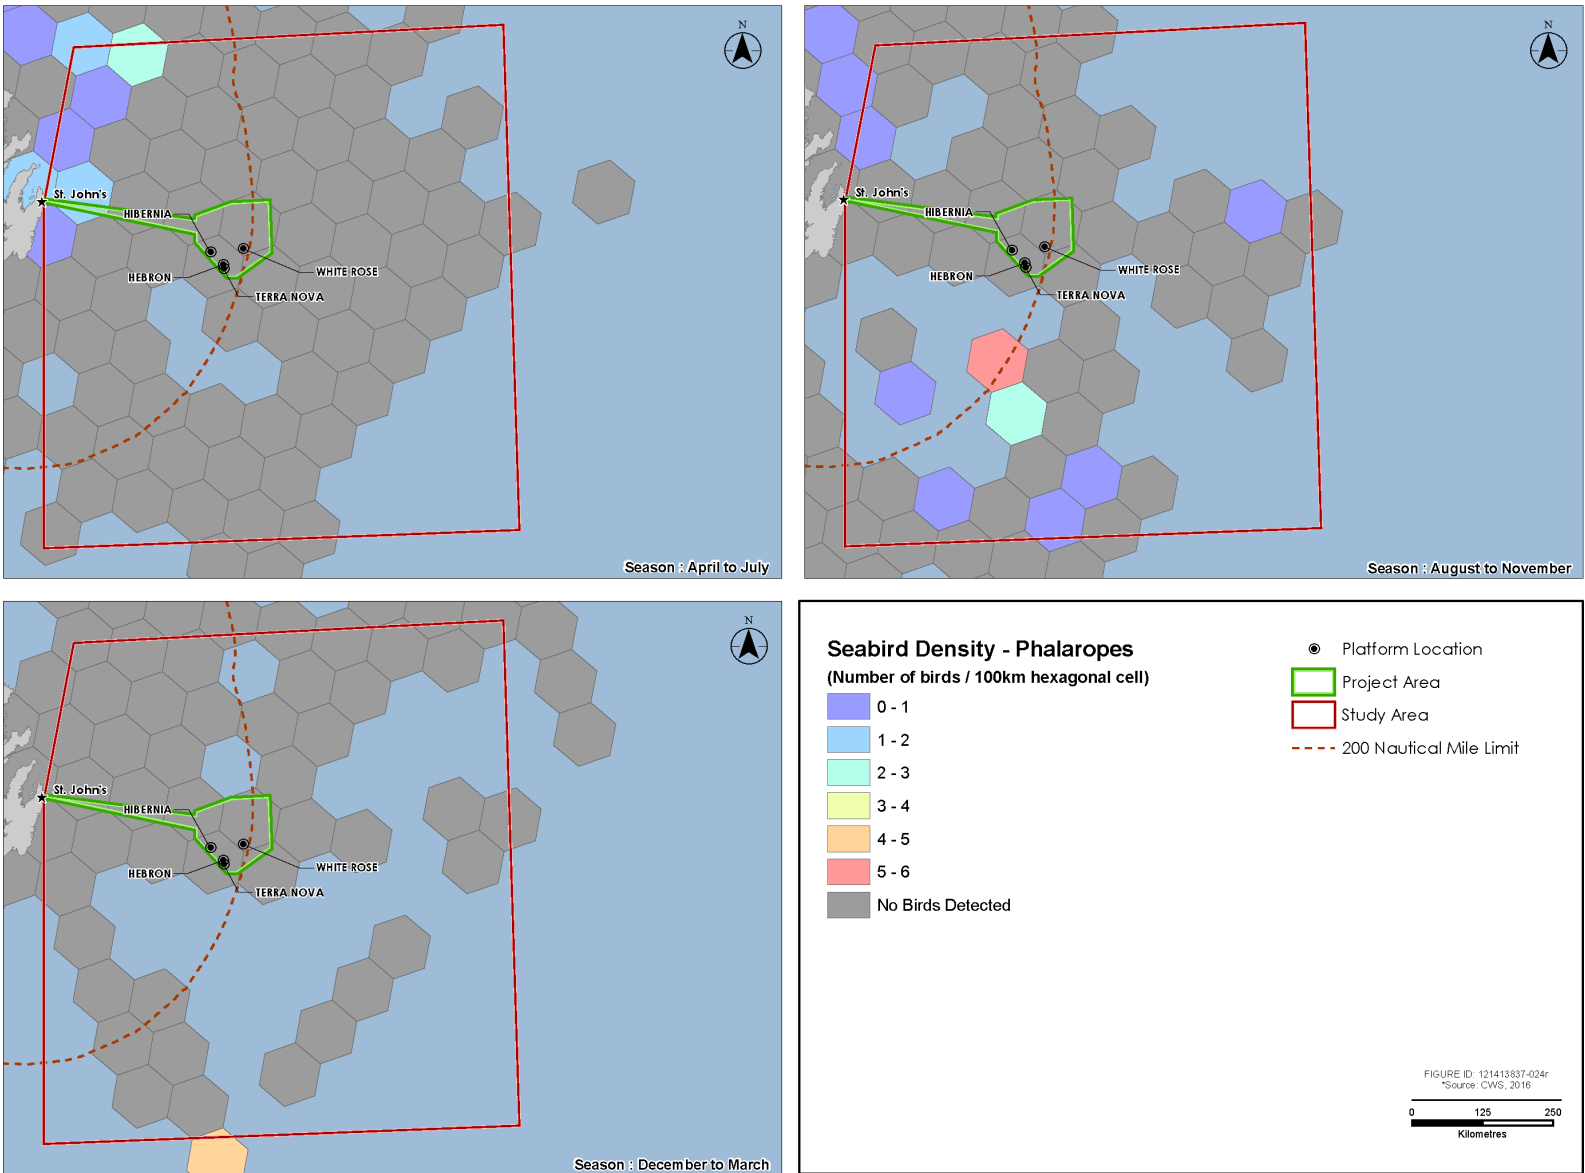 N
St. John's
HIBERNIA
HEBRON
WHITE ROSE
TERRA NOVA
Season : April to July
N
St. John's
HIBERNIA
HEBRON
WHITE ROSE
TERRA NOVA
Season : August to November
N
St. John's
HIBERNIA
HEBRON
WHITE ROSE
TERRA NOVA
Season : December to March
Seabird Density - Phalaropes
(Number of birds / 100km hexagonal cell)
0 - 1
1 - 2
2 - 3
3 - 4
4 - 5
5 - 6
No Birds Detected
Platform Location
Project Area
Study Area
200 Nautical Mile Limit
FIGURE ID: 121413837-024r
*Source: CWS, 2016
0 125 250
Kilometres